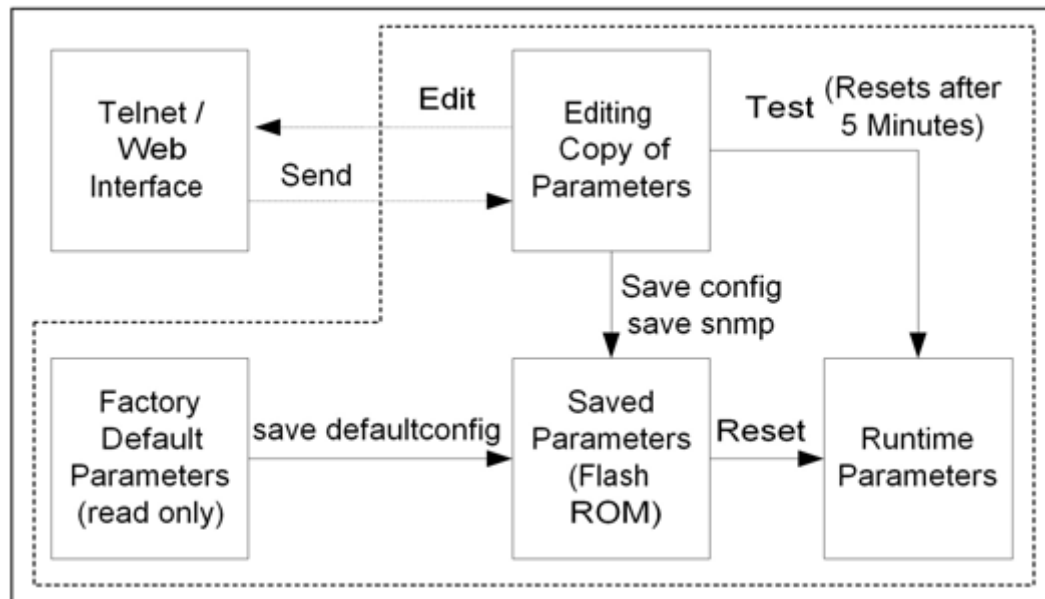 Telnet /
Web
Interface
Edit
Send
Editing
Copy of
Parameters
Test
(Resets after
5 Minutes)
Save config
save snmp
Factory
Default
Parameters
(read only)
save defaultconfig
Saved
Parameters
(Flash
ROM)
Reset
Runtime
Parameters